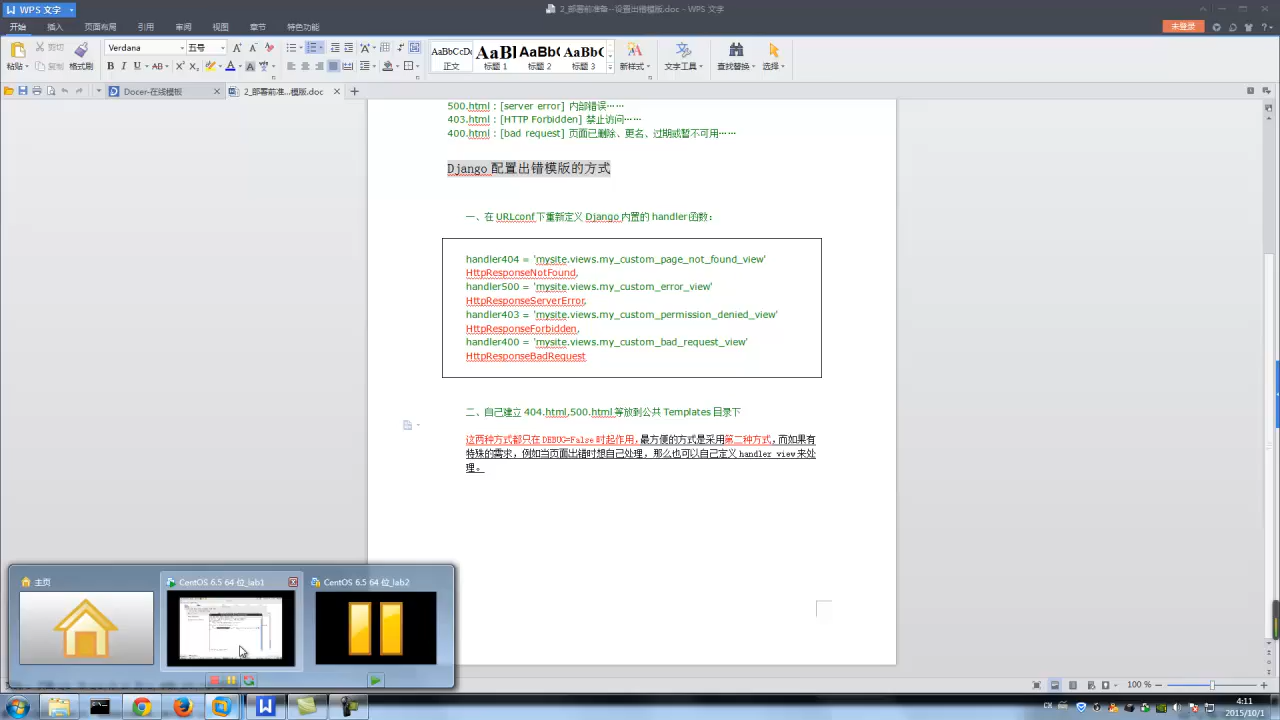 WPS 文字
2_部署前准备--设置出错模版.doc - WPS 文字
开始 插入 页面布局 引用 审阅 视图 章节 特色功能
未登录
粘贴 剪切 复制 格式刷
Verdana 五号
AaBbCcDc AaBl AaBb( AaBbC(
正文 标题 1 标题 2 标题 3 新样式 文字工具 查找替换 选择
Docer-在线模板 2_部署前准...模版.doc
500.html : [server error] 内部错误……
403.html : [HTTP Forbidden] 禁止访问……
400.html : [bad request] 页面已删除、更名、过期或暂不可用……
Django 配置出错模版的方式
一、在 URLconf下重新定义 Django 内置的 handler 函数：
handler404 = 'mysite.views.my_custom_page_not_found_view'
HttpResponseNotFound,
handler500 = 'mysite.views.my_custom_error_view'
HttpResponseServerError,
handler403 = 'mysite.views.my_custom_permission_denied_view'
HttpResponseForbidden,
handler400 = 'mysite.views.my_custom_bad_request_view'
HttpResponseBadRequest
二、自己建立 404.html,500.html 等放到公共 Templates 目录下
这两种方式都只在 DEBUG=False 时起作用，最方便的方式是采用第二种方式，而如果有
特殊的需求，例如当页面出错时想自己处理，那么也可以自己定义 handler view 来处
理。
主页
CentOS 6.5 64 位_lab1
CentOS 6.5 64 位_lab2
100 %
4:11
2015/10/1